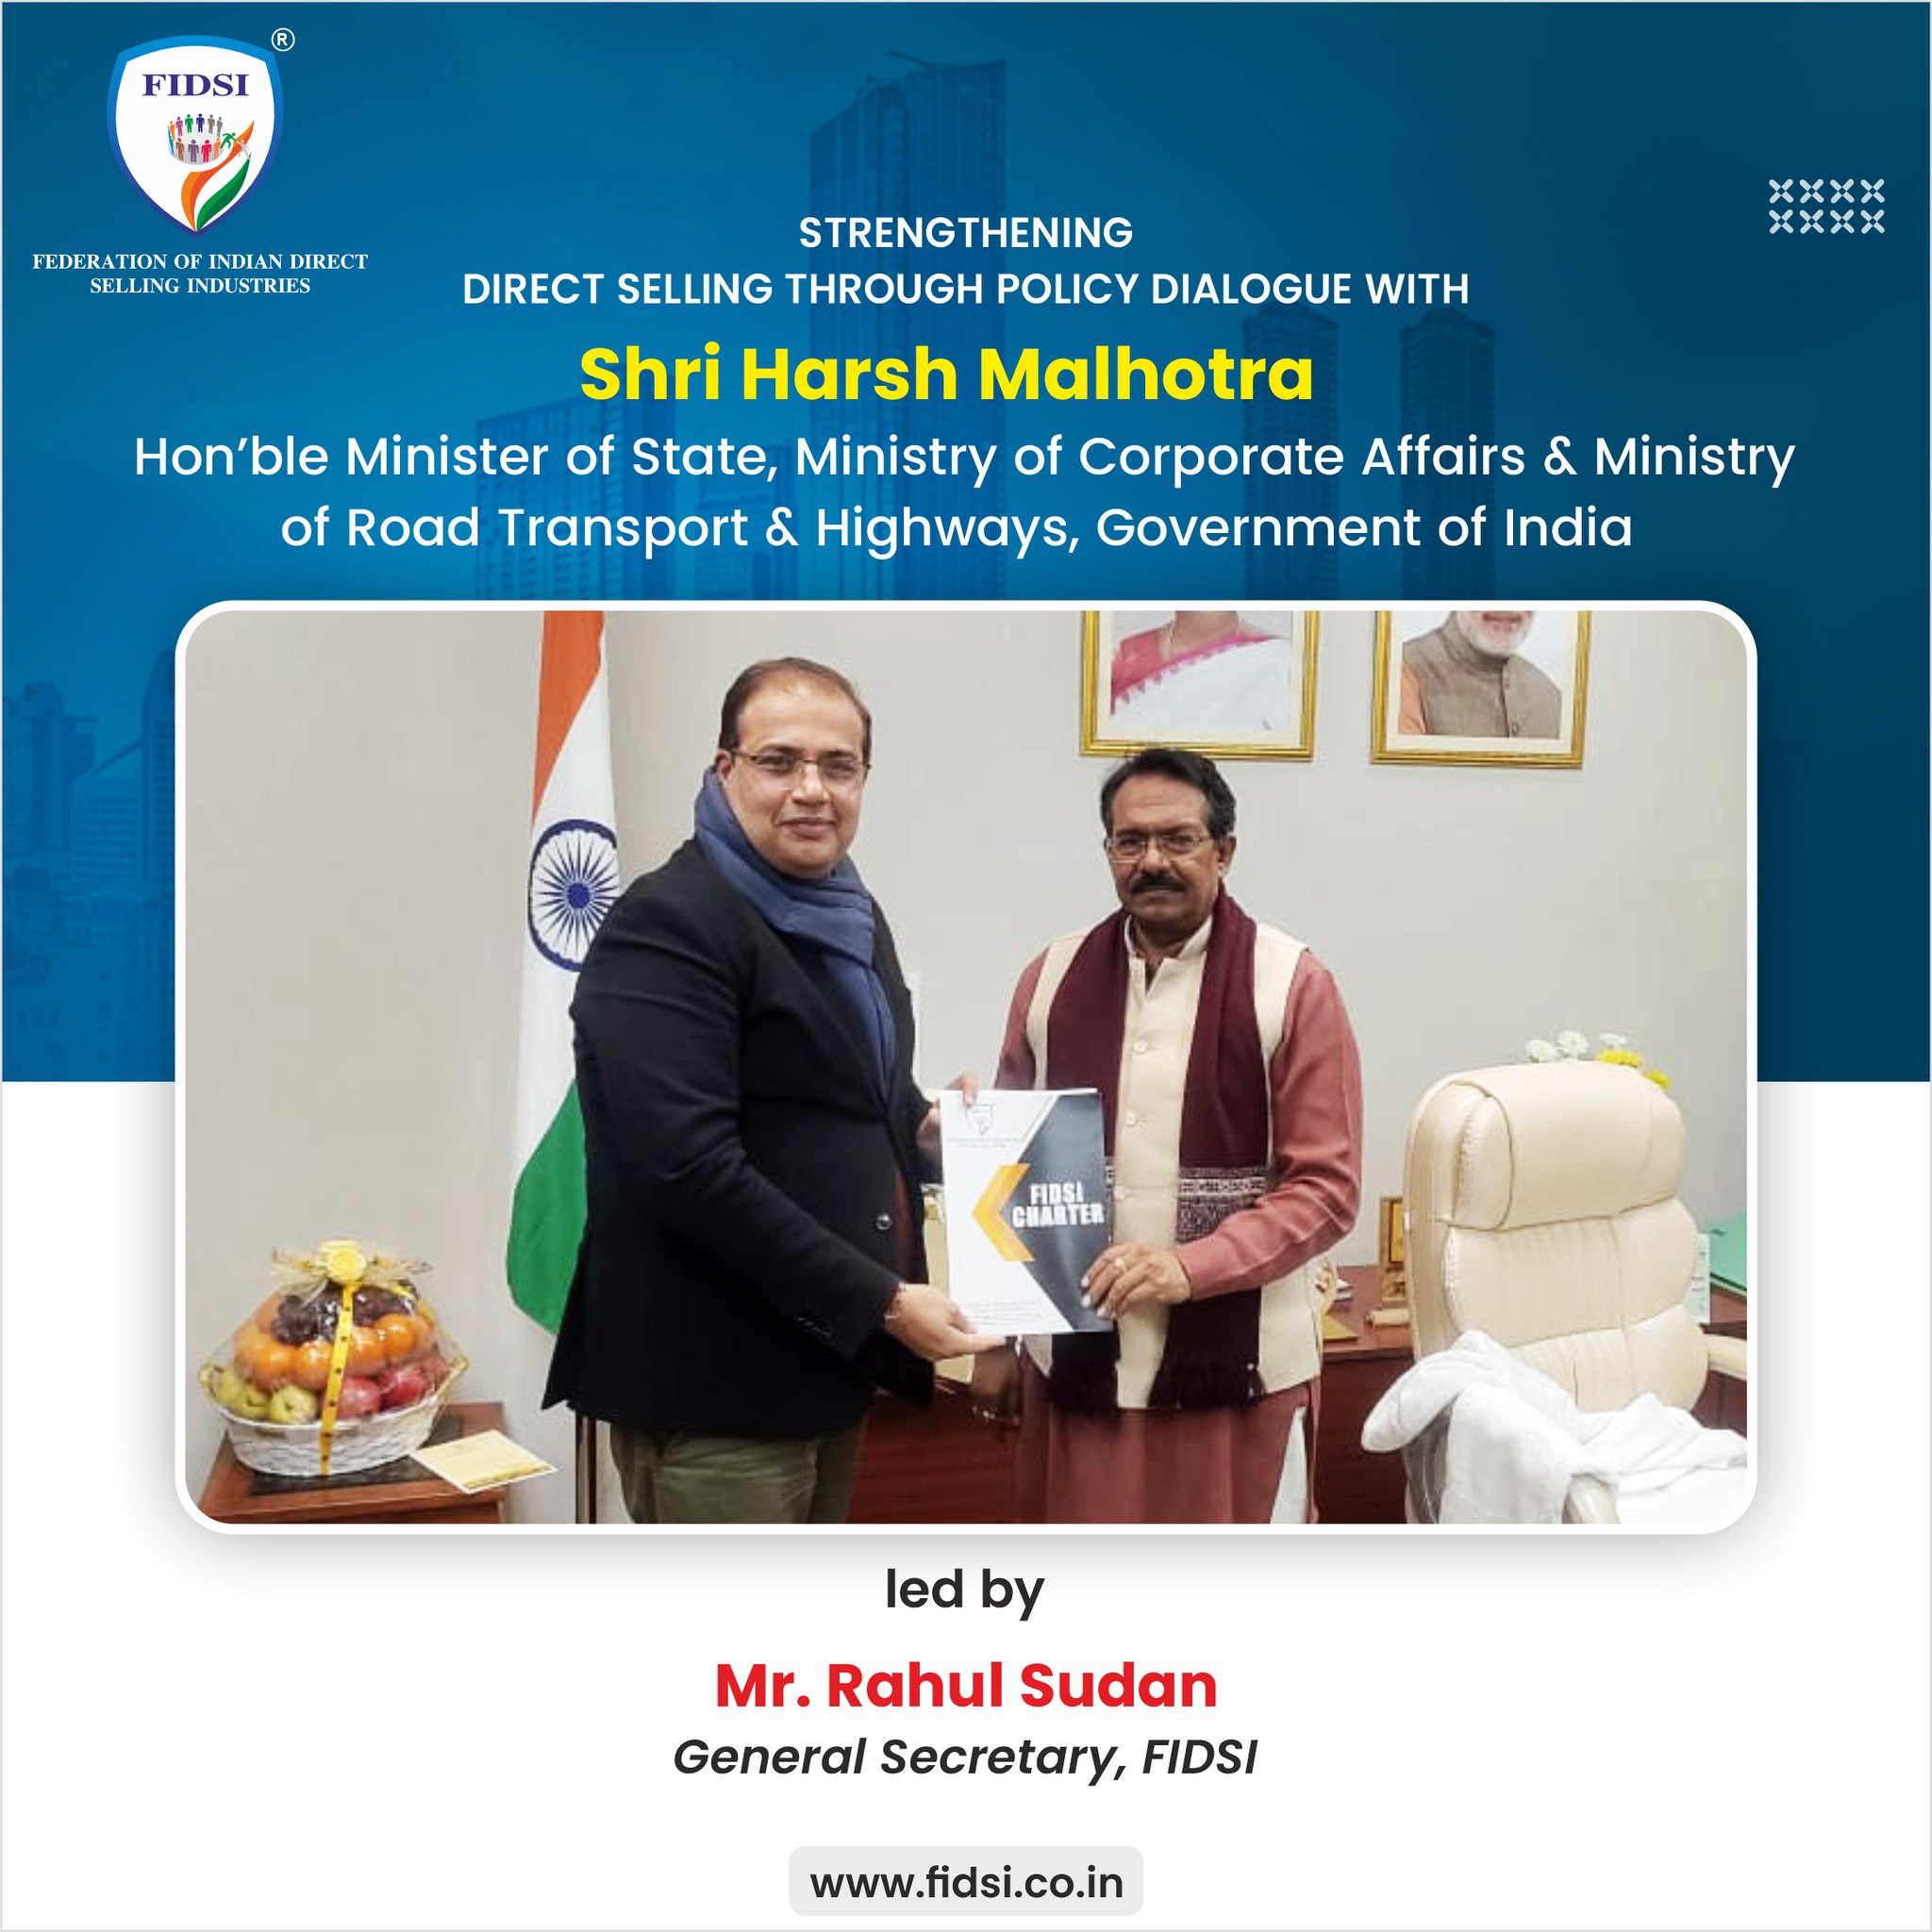 ®
FIDSI
FEDERATION OF INDIAN DIRECT
SELLING INDUSTRIES
STRENGTHENING
DIRECT SELLING THROUGH POLICY DIALOGUE WITH
Shri Harsh Malhotra
Hon’ble Minister of State, Ministry of Corporate Affairs & Ministry
of Road Transport & Highways, Government of India
FIDSI
CHARTER
led by
Mr. Rahul Sudan
General Secretary, FIDSI
www.fidsi.co.in